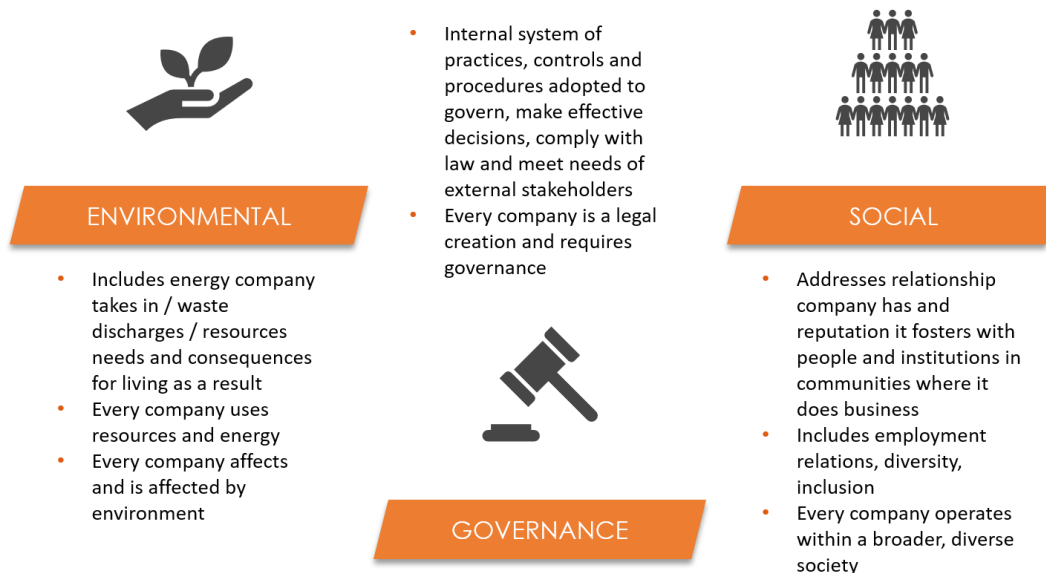 ENVIRONMENTAL
• Includes energy company
takes in / waste
discharges / resources
needs and consequences
for living as a result
• Every company uses
resources and energy
• Every company affects
and is affected by
environment
• Internal system of
practices, controls and
procedures adopted to
govern, make effective
decisions, comply with
law and meet needs of
external stakeholders
• Every company is a legal
creation and requires
governance
GOVERNANCE
SOCIAL
• Addresses relationship
company has and
reputation it fosters with
people and institutions in
communities where it
does business
• Includes employment
relations, diversity,
inclusion
• Every company operates
within a broader, diverse
society